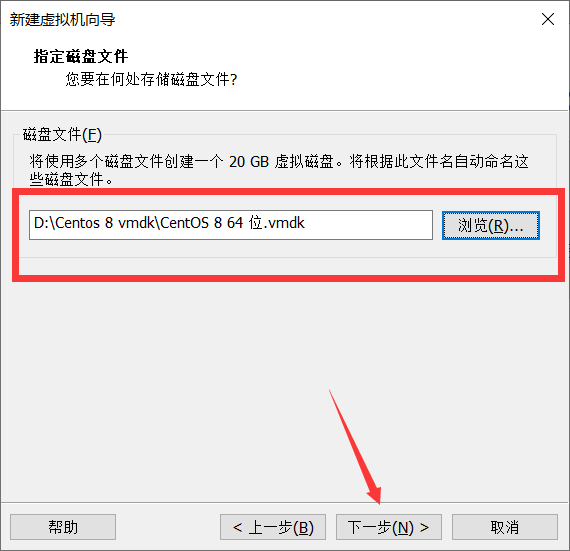 新建虚拟机向导
指定磁盘文件
您要在何处存储磁盘文件?
磁盘文件(F)
将使用多个磁盘文件创建一个 20 GB 虚拟磁盘。将根据此文件名自动命名这
些磁盘文件。
D:\Centos 8 vmdk\CentOS 8 64 位.vmdk
浏览(R)...
帮助
< 上一步(B)
下一步(N) >
取消